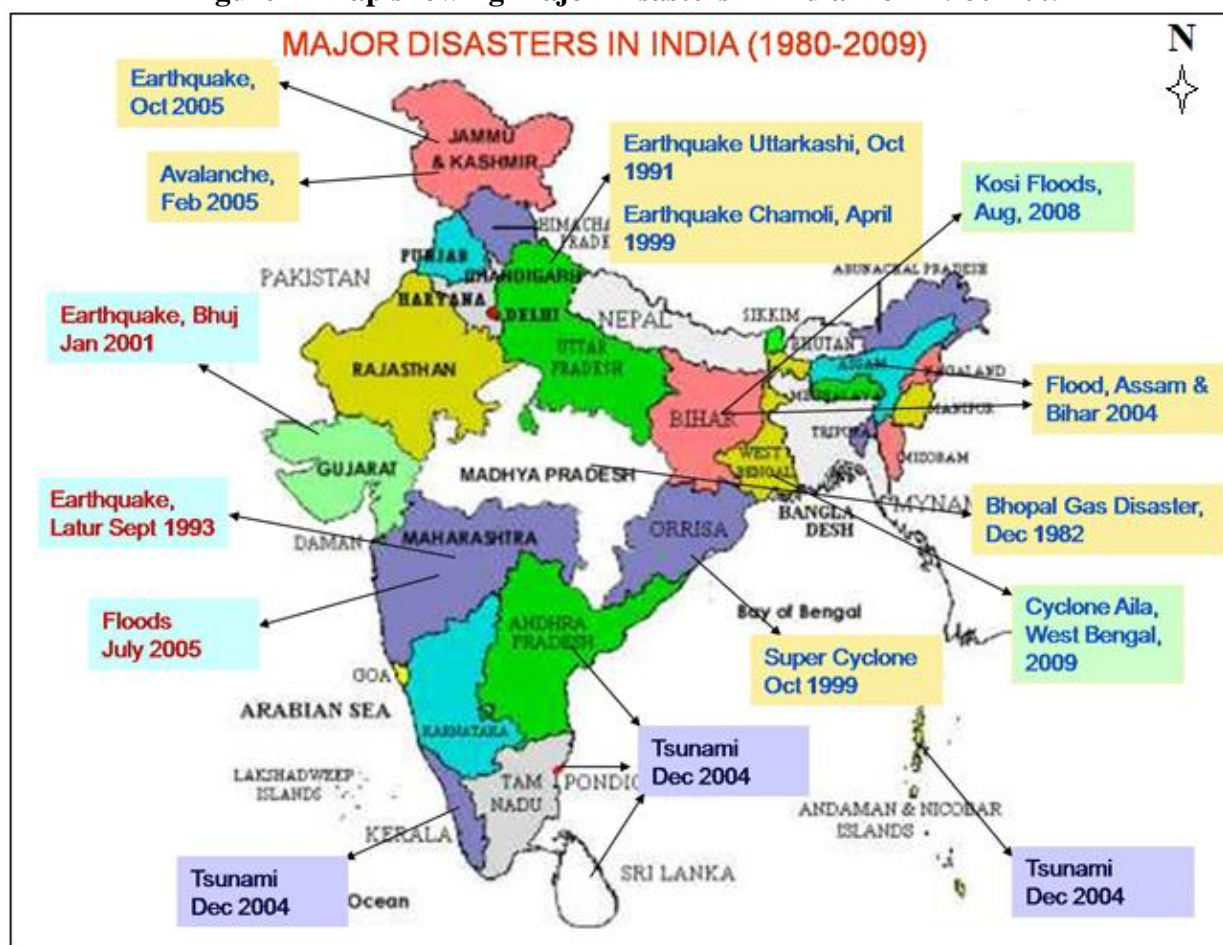 MAJOR DISASTERS IN INDIA (1980-2009)
N
Earthquake,
Oct 2005
JAMMU
& KASHMIR
Earthquake Uttarkashi, Oct
1991
Earthquake Chamoli, April
1999
Avalanche,
Feb 2005
Kosi Floods,
Aug, 2008
PUNJAB
PAKISTAN
HARYANA
DELHI
NEPAL
SIKKIM
BHUTAN
ASSAM
NAGALAND
Earthquake, Bhuj
Jan 2001
RAJASTHAN
UTTAR
PRADESH
BIHAR
MANIPUR
TRIPURA
MIZORAM
Flood, Assam &
Bihar 2004
GUJARAT
MADHYA PRADESH
WEST
BENGAL
BANGLA
DESH
MYNAM
Bhopal Gas Disaster,
Dec 1982
Earthquake,
Latur Sept 1993
DAMAN
MAHARASHTRA
ORRISA
Floods
July 2005
Bay of Bengal
Cyclone Aila,
West Bengal,
2009
ANDHRA
PRADESH
Super Cyclone
Oct 1999
GOA
ARABIAN SEA
KARNATAKA
Tsunami
Dec 2004
LAKSHADWEEP
ISLANDS
TAM
NADU
KERALA
ANDAMAN & NICOBAR
ISLANDS
SRI LANKA
Tsunami
Dec 2004
Ocean
Tsunami
Dec 2004